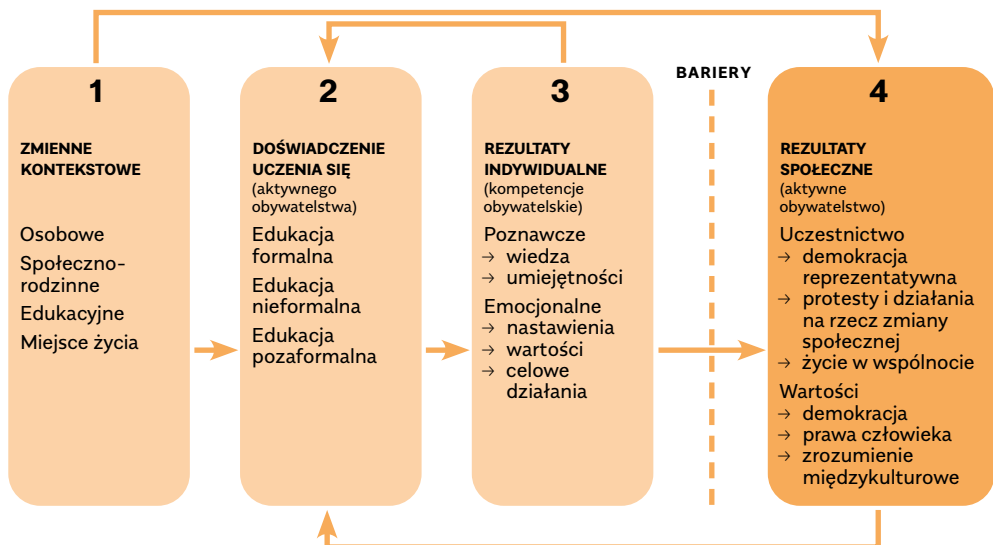 1
ZMIENNE
KONTEKSTOWE
Osobowe
Społeczno-
rodzinne
Edukacyjne
Miejsce życia
2
DOŚWIADCZENIE
UCZENIA SIĘ
(aktywnego
obywatelstwa)
Edukacja
formalna
Edukacja
nieformalna
Edukacja
pozaformalna
3
REZULTATY
INDYWIDUALNE
(kompetencje
obywatelskie)
Poznawcze
→ wiedza
→ umiejętności
Emocjonalne
→ nastawienia
→ wartości
→ celowe
działania
BARIERY
4
REZULTATY
SPOŁECZNE
(aktywne
obywatelstwo)
Uczestnictwo
→ demokracja
reprezentatywna
→ protesty i działania
na rzecz zmiany
społecznej
→ życie w wspólnocie
Wartości
→ demokracja
→ prawa człowieka
→ zrozumienie
międzykulturowe